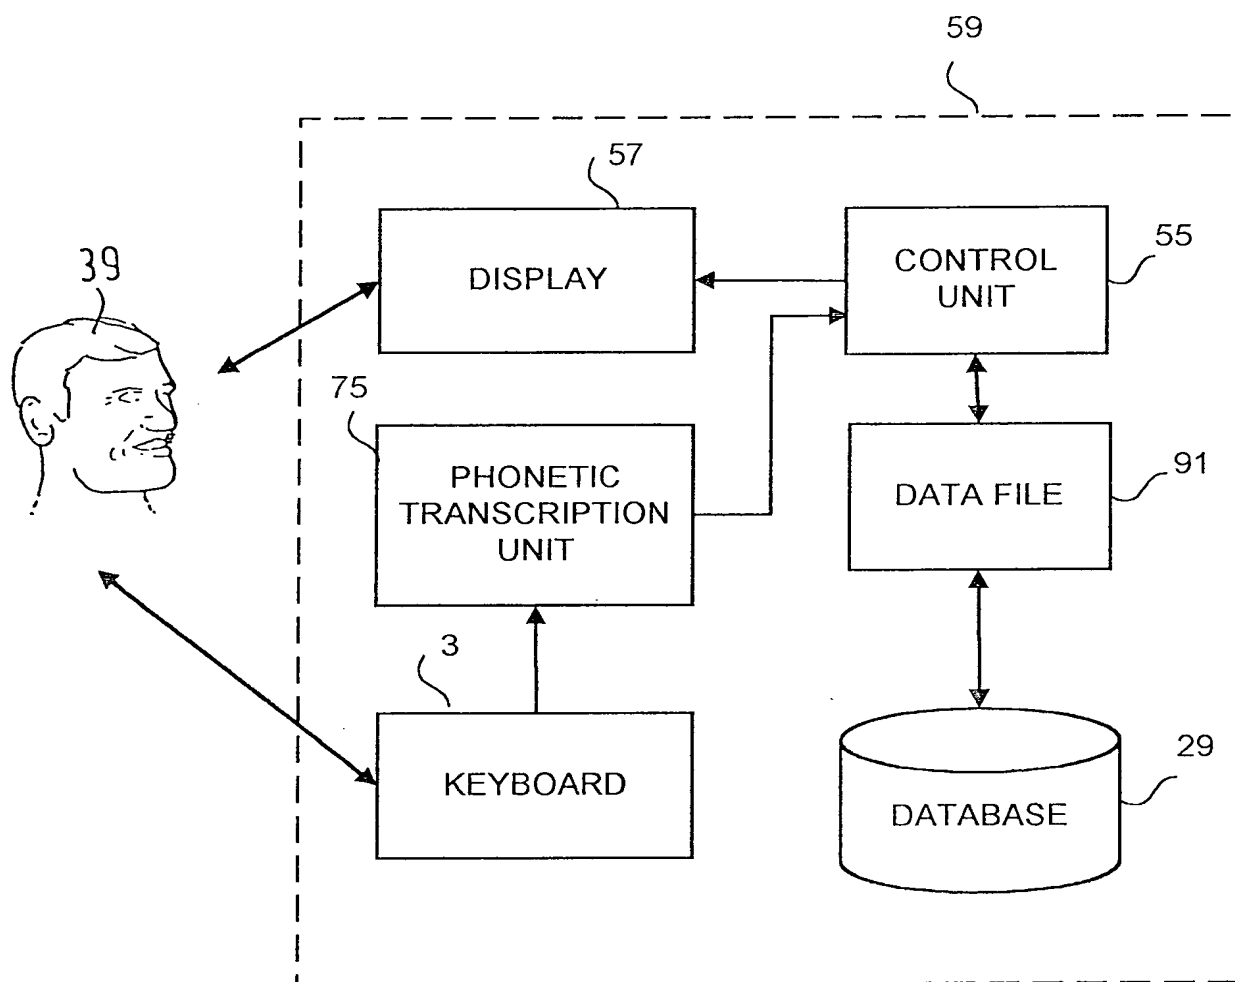 59
57
DISPLAY
CONTROL
UNIT
55
39
75
PHONETIC
TRANSCRIPTION
UNIT
DATA FILE
91
3
KEYBOARD
DATABASE
29